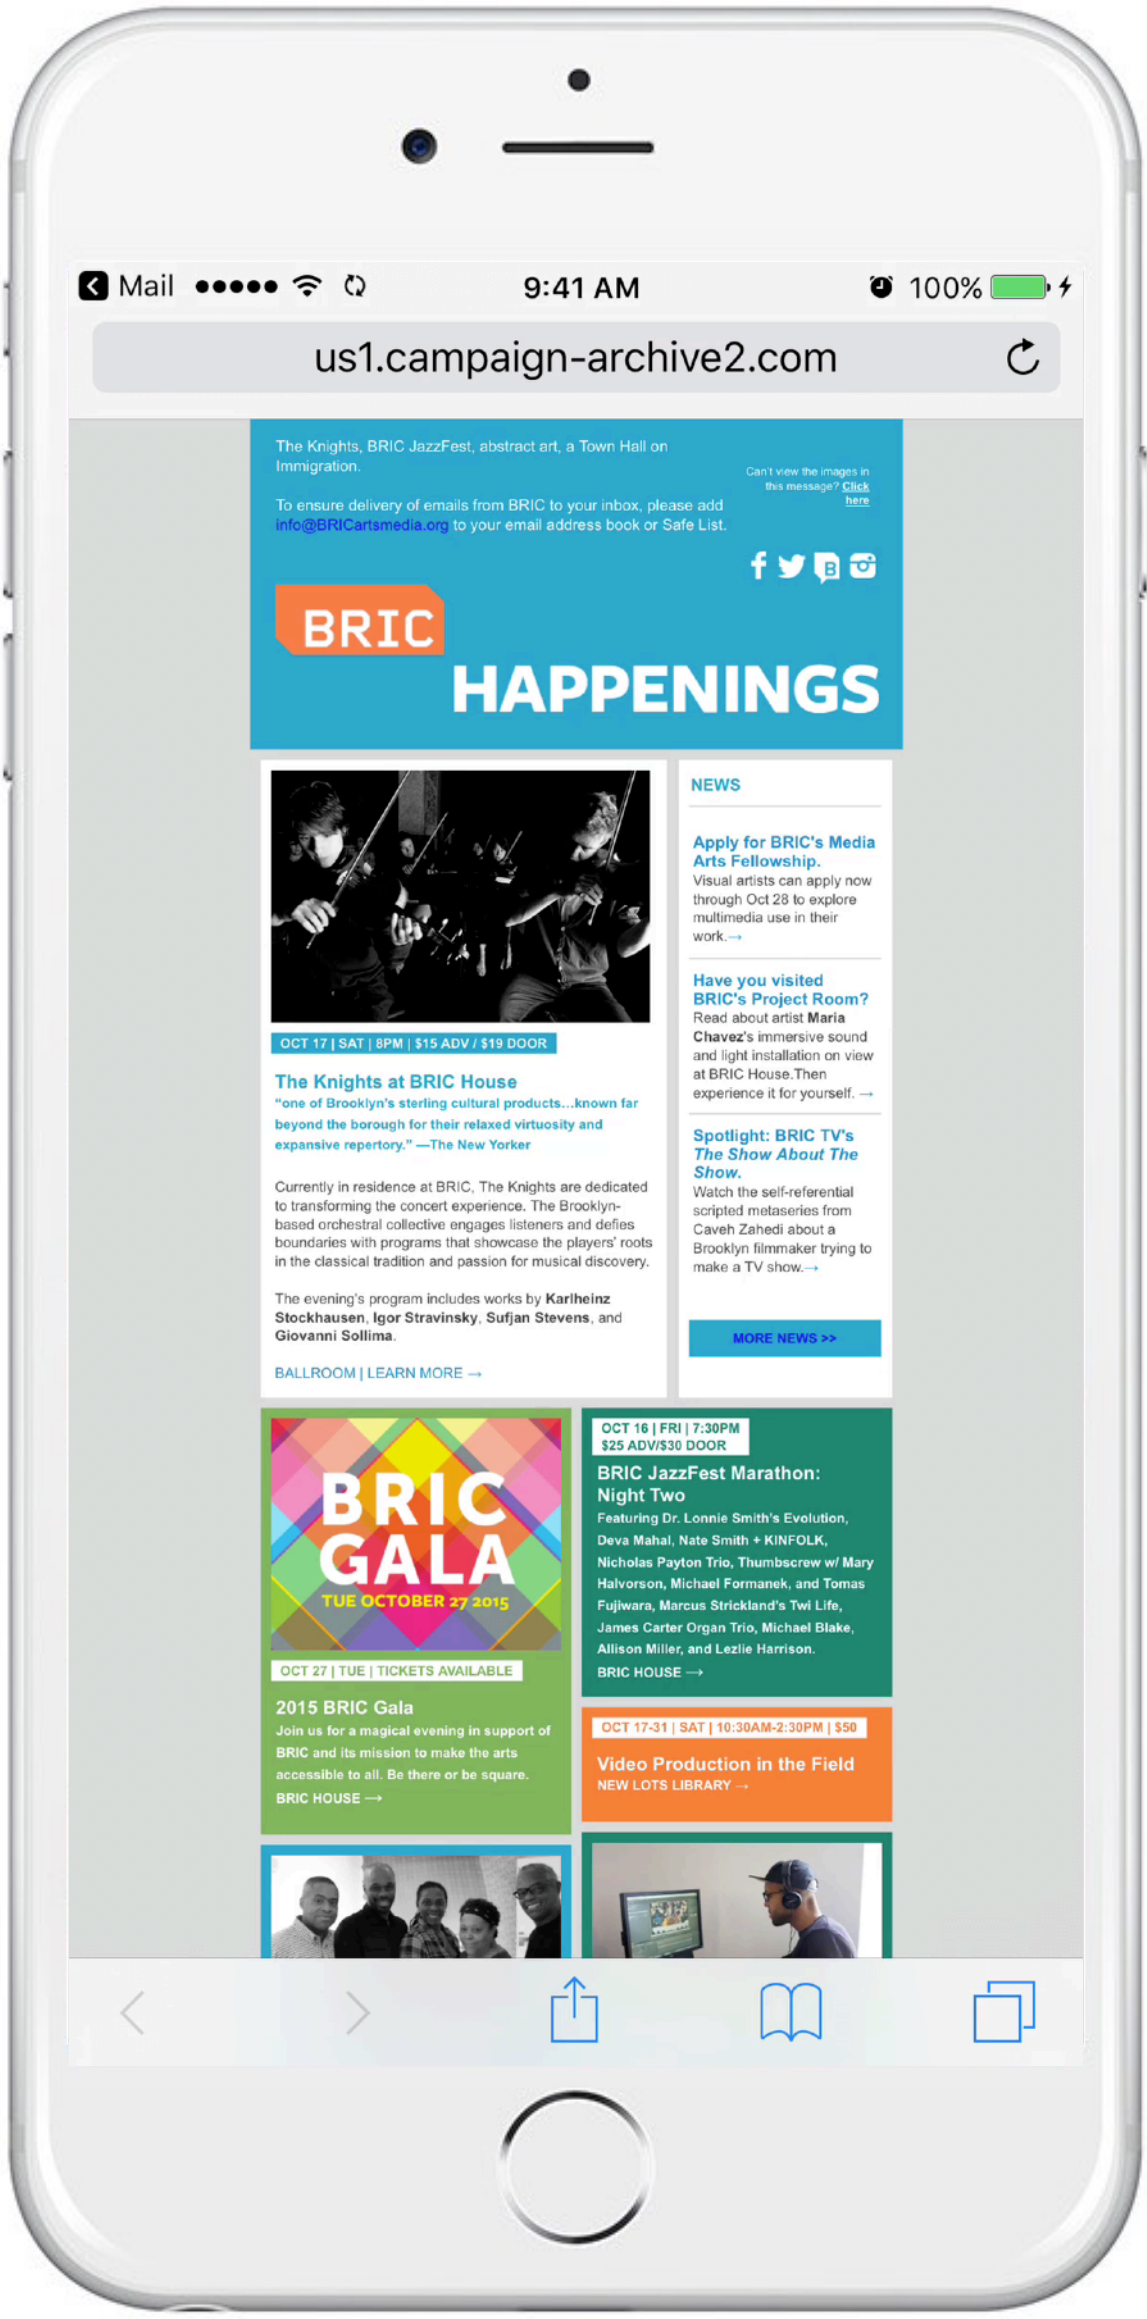 Mail
9:41 AM
100%
us1.campaign-archive2.com
The Knights, BRIC JazzFest, abstract art, a Town Hall on
Immigration.
To ensure delivery of emails from BRIC to your inbox, please add
info@BRICartsmedia.org to your email address book or Safe List.
Can't view the images in
this message? Click
here
BRIC
HAPPENINGS
OCT 17 | SAT | 8PM | $15 ADV / $19 DOOR
The Knights at BRIC House
“one of Brooklyn's sterling cultural products...known far
beyond the borough for their relaxed virtuosity and
expansive repertory.” —The New Yorker
Currently in residence at BRIC, The Knights are dedicated
to transforming the concert experience. The Brooklyn-
based orchestral collective engages listeners and defies
boundaries with programs that showcase the players' roots
in the classical tradition and passion for musical discovery.
The evening's program includes works by Karlheinz
Stockhausen, Igor Stravinsky, Sufjan Stevens, and
Giovanni Sollima.
BALLROOM | LEARN MORE →
NEWS
Apply for BRIC's Media
Arts Fellowship.
Visual artists can apply now
through Oct 28 to explore
multimedia use in their
work.→
Have you visited
BRIC's Project Room?
Read about artist Maria
Chavez's immersive sound
and light installation on view
at BRIC House.Then
experience it for yourself. →
Spotlight: BRIC TV's
The Show About The
Show.
Watch the self-referential
scripted metaseries from
Caveh Zahedi about a
Brooklyn filmmaker trying to
make a TV show.→
MORE NEWS >>
BRIC
GALA
TUE OCTOBER 27 2015
OCT 27 | TUE | TICKETS AVAILABLE
2015 BRIC Gala
Join us for a magical evening in support of
BRIC and its mission to make the arts
accessible to all. Be there or be square.
BRIC HOUSE →
OCT 16 | FRI | 7:30PM
$25 ADV/$30 DOOR
BRIC JazzFest Marathon:
Night Two
Featuring Dr. Lonnie Smith's Evolution,
Deva Mahal, Nate Smith + KINFOLK,
Nicholas Payton Trio, Thumbscrew w/ Mary
Halvorson, Michael Formanek, and Tomas
Fujiwara, Marcus Strickland's Twi Life,
James Carter Organ Trio, Michael Blake,
Allison Miller, and Lezlie Harrison.
BRIC HOUSE →
OCT 17-31 | SAT | 10:30AM-2:30PM | $50
Video Production in the Field
NEW LOTS LIBRARY →